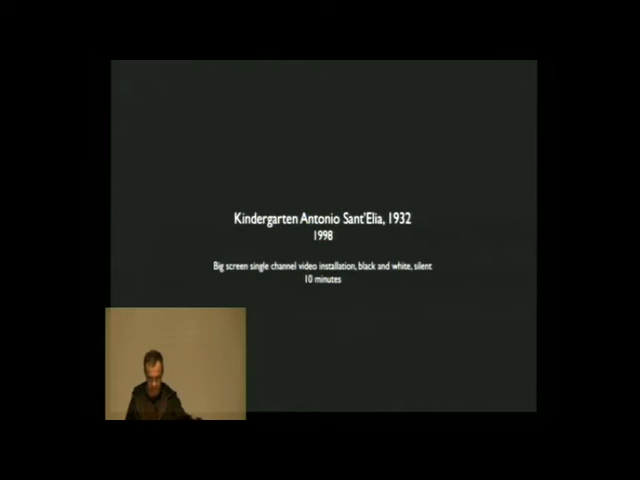 Kindergarten Antonio Sant'Elia, 1932
1998
Big screen single channel video installation, black and white, silent
10 minutes